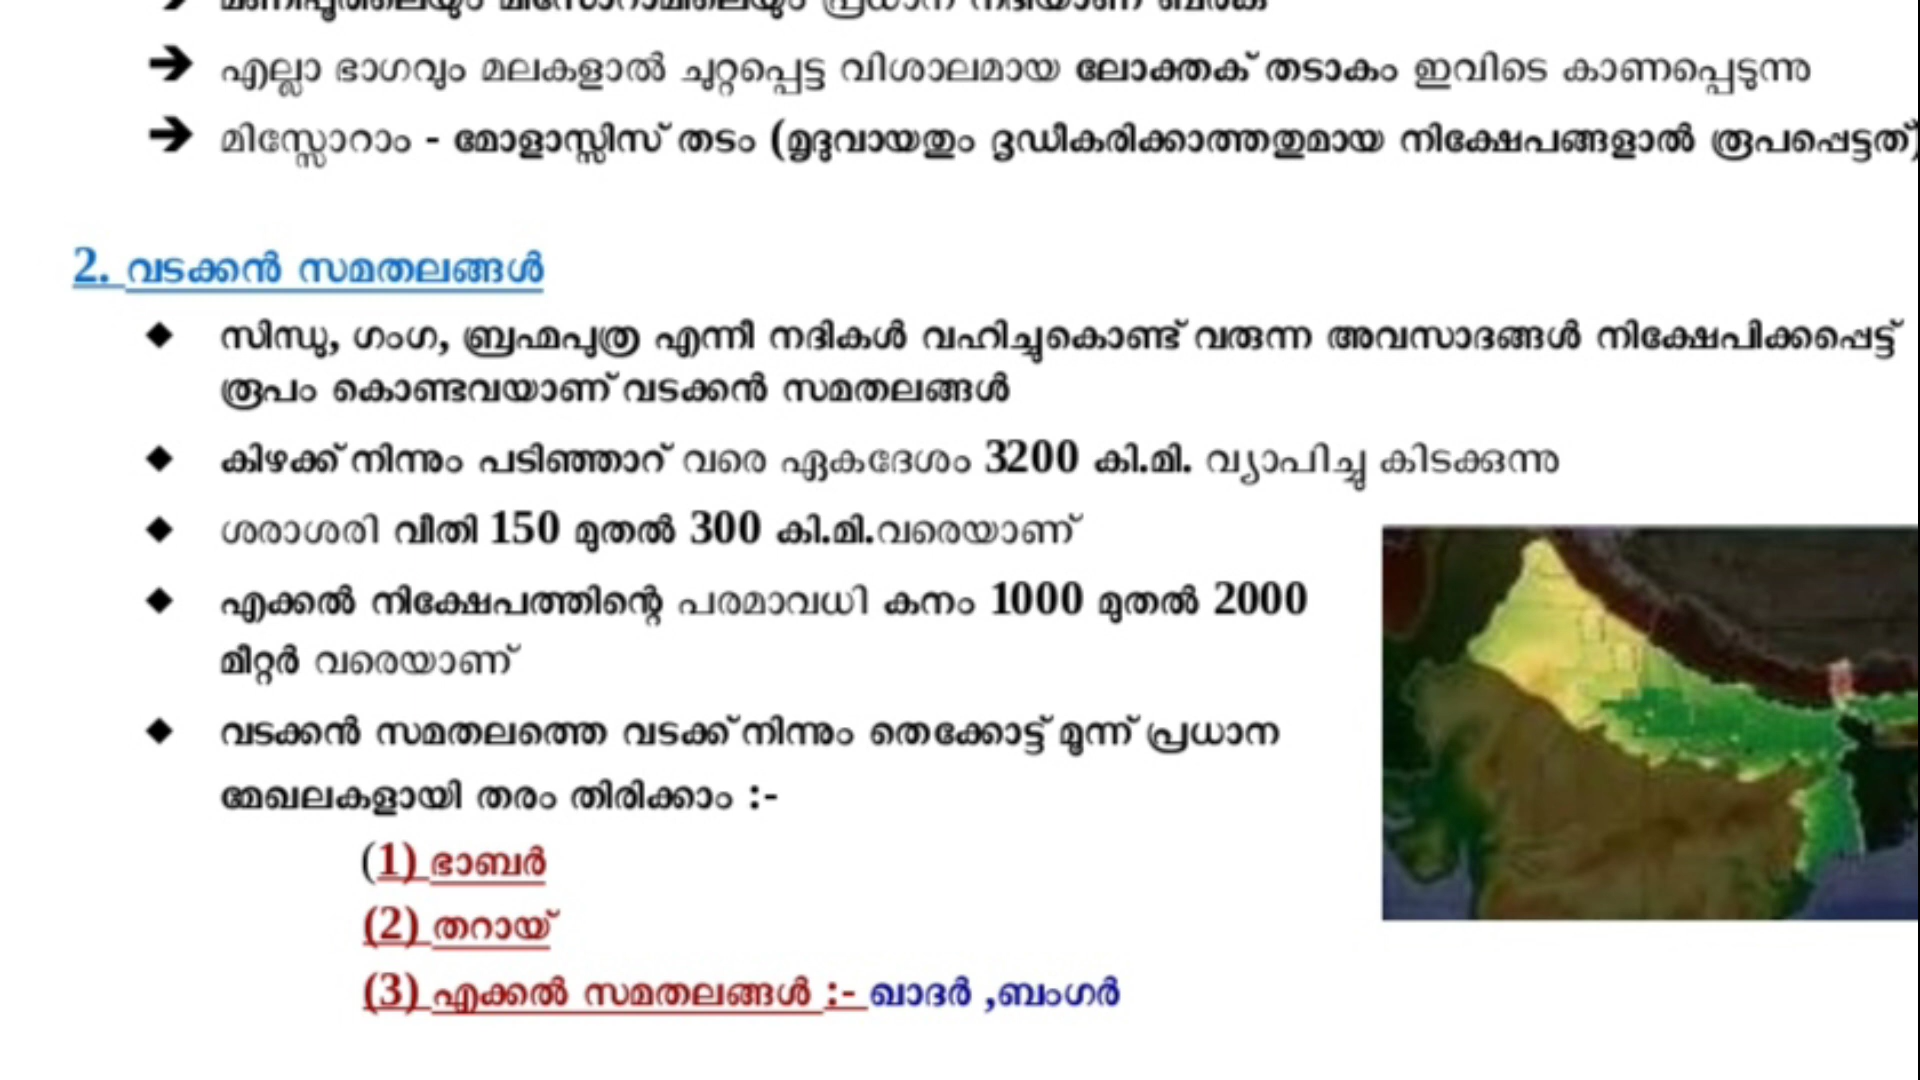 മണിപ്പൂരിലെയും മിസോറാമിലെയും പ്രധാന നദിയാണ് ബരാക്
➔ എല്ലാ ഭാഗവും മലകളാൽ ചുറ്റപ്പെട്ട വിശാലമായ ലോക്തക് തടാകം ഇവിടെ കാണപ്പെടുന്നു
➔ മിസ്സോറാം - മോളാസ്സിസ് തടം (മൃദുവായതും ദൃഡീകരിക്കാത്തതുമായ നിക്ഷേപങ്ങളാൽ രൂപപ്പെട്ടത്)
2. വടക്കൻ സമതലങ്ങൾ
◆ സിന്ധു, ഗംഗ, ബ്രഹ്മപുത്ര എന്നീ നദികൾ വഹിച്ചുകൊണ്ട് വരുന്ന അവസാദങ്ങൾ നിക്ഷേപിക്കപ്പെട്ട്
രൂപം കൊണ്ടവയാണ് വടക്കൻ സമതലങ്ങൾ
◆ കിഴക്ക് നിന്നും പടിഞ്ഞാറ് വരെ ഏകദേശം 3200 കി.മി. വ്യാപിച്ചു കിടക്കുന്നു
◆ ശരാശരി വീതി 150 മുതൽ 300 കി.മി.വരെയാണ്
◆ എക്കൽ നിക്ഷേപത്തിന്റെ പരമാവധി കനം 1000 മുതൽ 2000
മീറ്റർ വരെയാണ്
◆ വടക്കൻ സമതലത്തെ വടക്ക് നിന്നും തെക്കോട്ട് മൂന്ന് പ്രധാന
മേഖലകളായി തരം തിരിക്കാം :-
(1) ഭാബർ
(2) തറായ്
(3) എക്കൽ സമതലങ്ങൾ :- ഖാദർ ,ബംഗർ